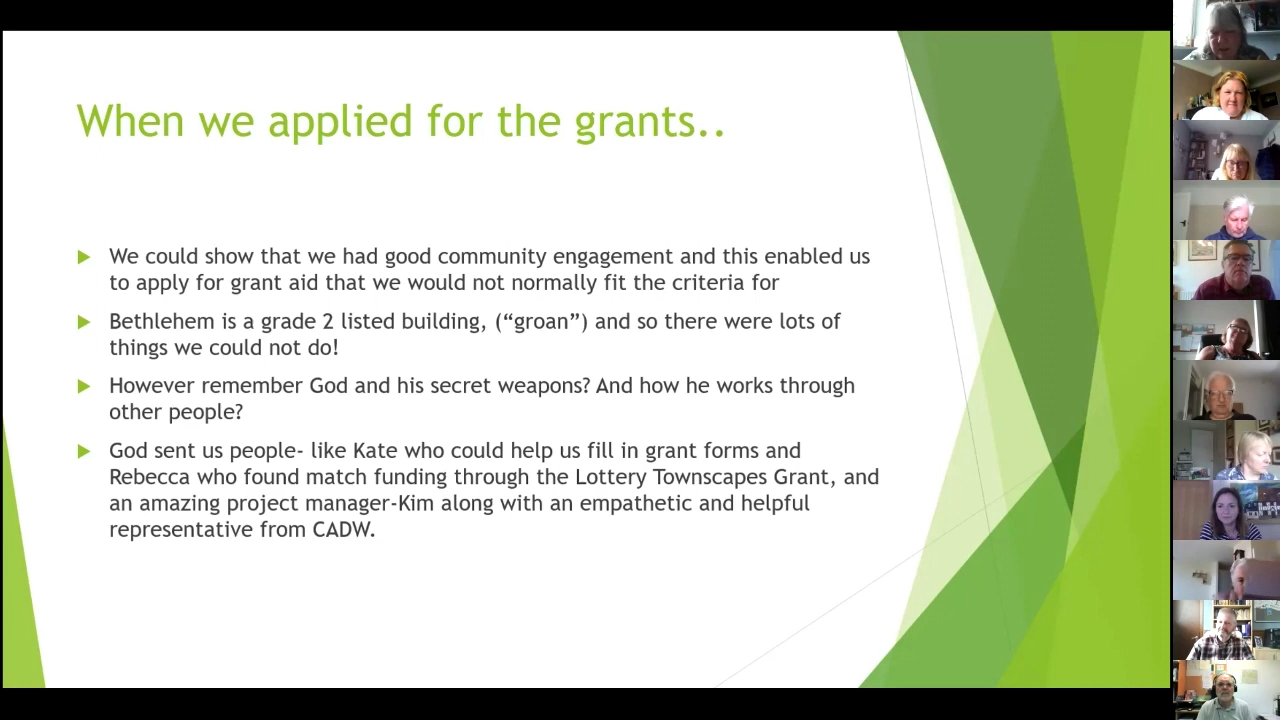 When we applied for the grants..
We could show that we had good community engagement and this enabled us
to apply for grant aid that we would not normally fit the criteria for
Bethlehem is a grade 2 listed building, (“groan”) and so there were lots of
things we could not do!
However remember God and his secret weapons? And how he works through
other people?
God sent us people- like Kate who could help us fill in grant forms and
Rebecca who found match funding through the Lottery Townscapes Grant, and
an amazing project manager-Kim along with an empathetic and helpful
representative from CADW.